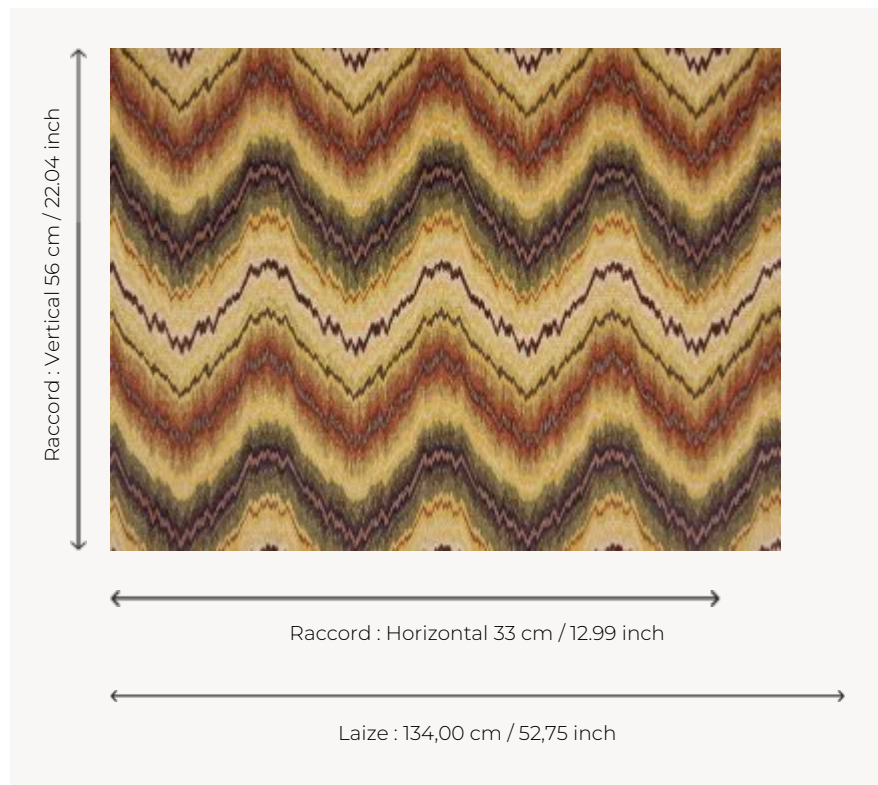 Raccord : Vertical 56 cm / 22.04 inch
Raccord : Horizontal 33 cm / 12.99 inch
Laize : 134,00 cm / 52,75 inch